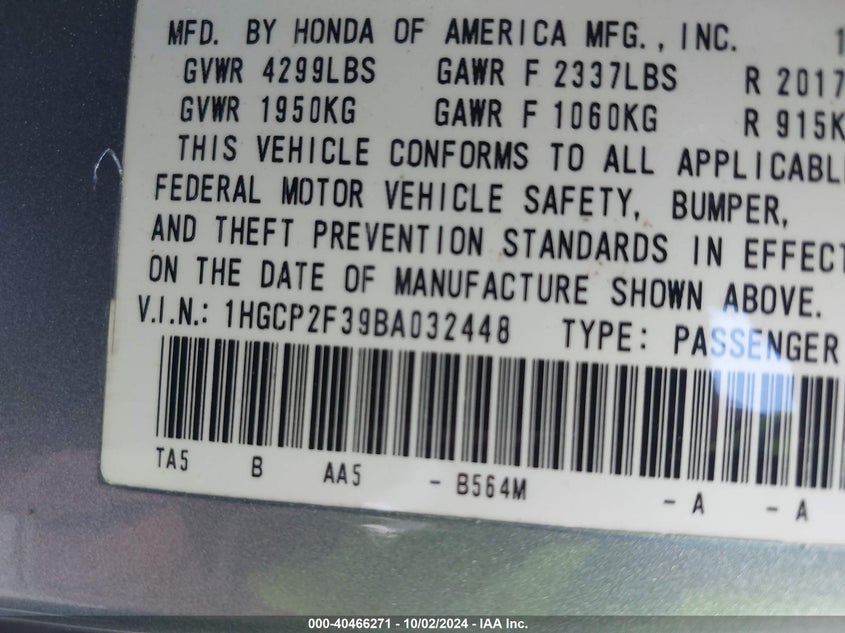 MFD. BY HONDA OF AMERICA MFG., INC. 1
GVWR 4299LBS GAWR F 2337LBS R 2017
GVWR 1950KG GAWR F 1060KG R 915K
THIS VEHICLE CONFORMS TO ALL APPLICABL
FEDERAL MOTOR VEHICLE SAFETY, BUMPER,
AND THEFT PREVENTION STANDARDS IN EFFECT
ON THE DATE OF MANUFACTURE SHOWN ABOVE.
V.I.N.: 1HGCP2F39BA032448 TYPE: PASSENGER
TA5 B AA5 - B564M - A - A
000-40466271 - 10/02/2024 - IAA Inc.